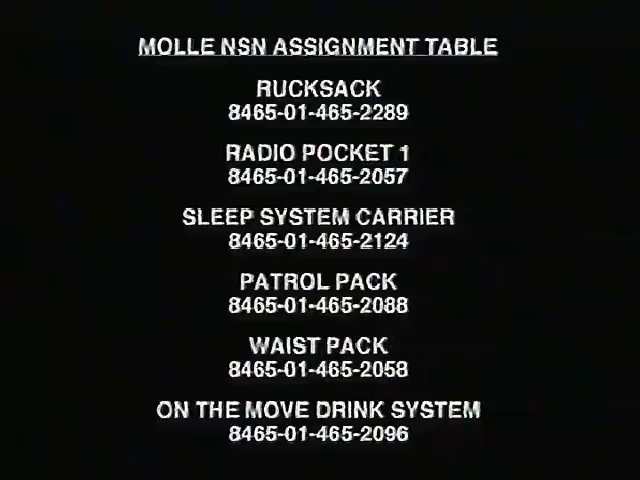 MOLLE NSN ASSIGNMENT TABLE
RUCKSACK
8465-01-465-2289
RADIO POCKET 1
8465-01-465-2057
SLEEP SYSTEM CARRIER
8465-01-465-2124
PATROL PACK
8465-01-465-2088
WAIST PACK
8465-01-465-2058
ON THE MOVE DRINK SYSTEM
8465-01-465-2096